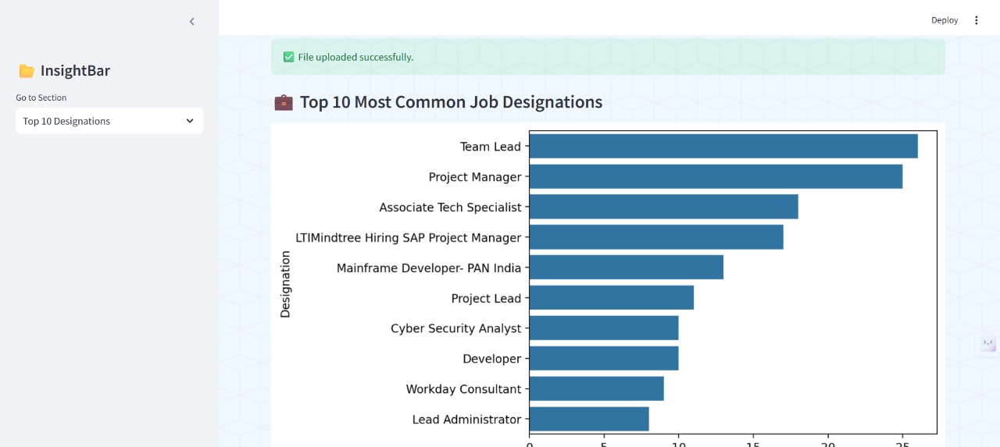 Deploy
InsightBar
Go to Section
Top 10 Designations
File uploaded successfully.
Top 10 Most Common Job Designations
Designation
Team Lead
Project Manager
Associate Tech Specialist
LTIMindtree Hiring SAP Project Manager
Mainframe Developer- PAN India
Project Lead
Cyber Security Analyst
Developer
Workday Consultant
Lead Administrator
0 5 10 15 20 25